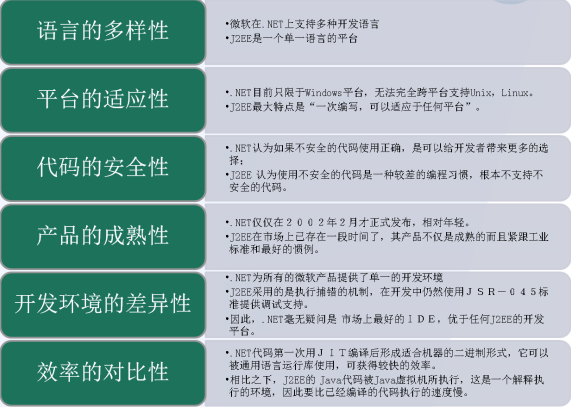 语言的多样性
•微软在.NET上支持多种开发语言
•J2EE是一个单一语言的平台
平台的适应性
•.NET目前只限于Windows平台，无法完全跨平台支持Unix，Linux。
•J2EE最大特点是“一次编写，可以适应于任何平台”。
代码的安全性
•.NET认为如果不安全的代码使用正确，是可以给开发者带来更多的选
择；
•J2EE 认为使用不安全的代码是一种较差的编程习惯，根本不支持不
安全的代码。
产品的成熟性
•.NET仅仅在２００２年２月才正式发布，相对年轻。
•J2EE在市场上已存在一段时间了，其产品不仅是成熟的而且紧跟工业
标准和最好的惯例。
开发环境的差异性
•.NET为所有的微软产品提供了单一的开发环境
•J2EE采用的是执行捕错的机制，在开发中仍然使用ＪＳＲ－０４５标
准提供调试支持。
•因此，.NET毫无疑问是 市场上最好的ＩＤＥ，优于任何J2EE的开发
平台。
效率的对比性
•.NET代码第一次用ＪＩＴ编译后形成适合机器的二进制形式，它可以
被通用语言运行库使用，可获得较快的效率。
•相比之下，J2EE的 Java代码被Java虚拟机所执行，这是一个解释执
行的环境，因此要比已经编译的代码执行的速度慢。